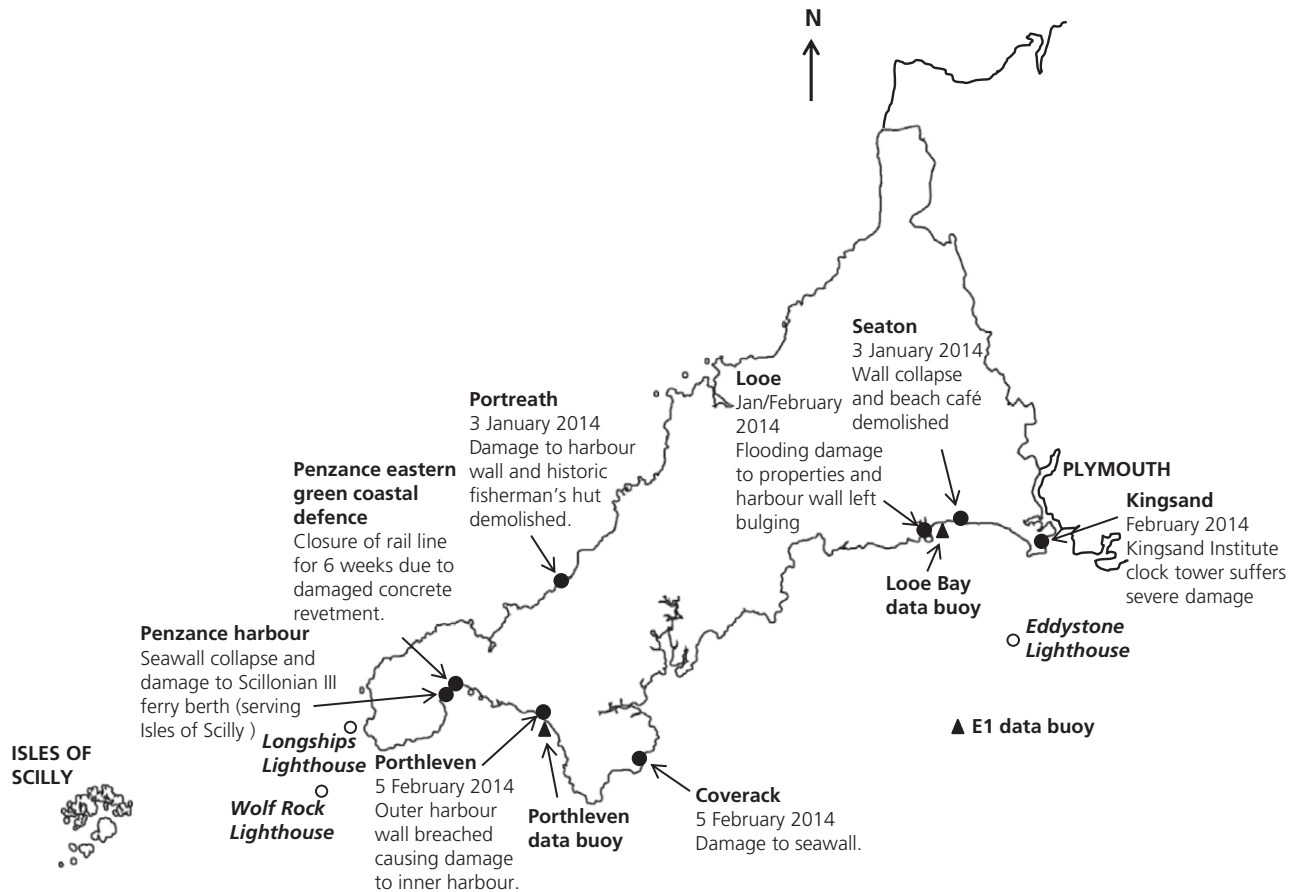 N
Seaton
3 January 2014
Wall collapse
and beach café
demolished
Looe
Jan/February
2014
Flooding damage
to properties and
harbour wall left
bulging
Portreath
3 January 2014
Damage to harbour
wall and historic
fisherman's hut
demolished.
Penzance eastern
green coastal
defence
Closure of rail line
for 6 weeks due to
damaged concrete
revetment.
PLYMOUTH
Kingsand
February 2014
Kingsand Institute
clock tower suffers
severe damage
Looe Bay
data buoy
Eddystone
Lighthouse
Penzance harbour
Seawall collapse and
damage to Scillonian III
ferry berth (serving
Isles of Scilly )
Longships
Lighthouse
E1 data buoy
ISLES OF
SCILLY
Wolf Rock
Lighthouse
Porthleven
5 February 2014
Outer harbour
wall breached
causing damage
to inner harbour.
Porthleven
data buoy
Coverack
5 February 2014
Damage to seawall.